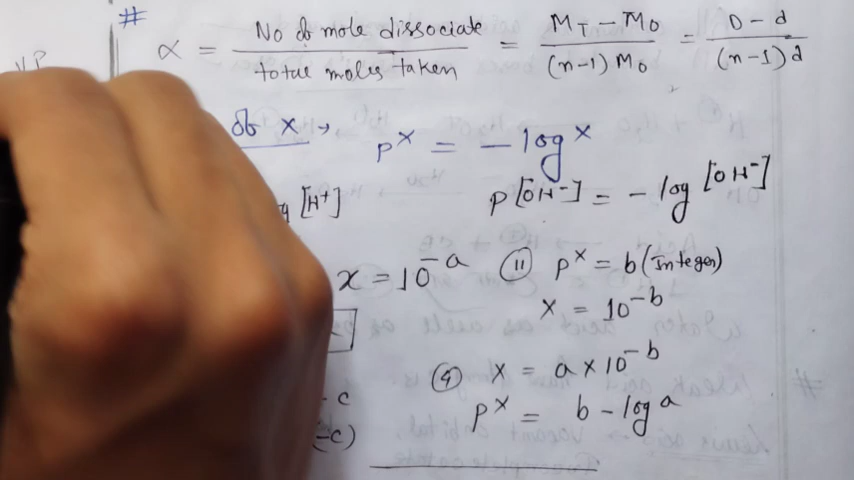 # α = No of mole dissociate / total moles taken = M_T - M_O / (n-1) M_O = D - d / (n-1) d
V.P
of x → p^x = - log x
[H+] p[OH-] = - log [OH-]
x = 10^-a (11) p^x = b (Integer)
x = 10^-b
(4) x = a x 10^-b
- c p^x = b - log a
(-c)